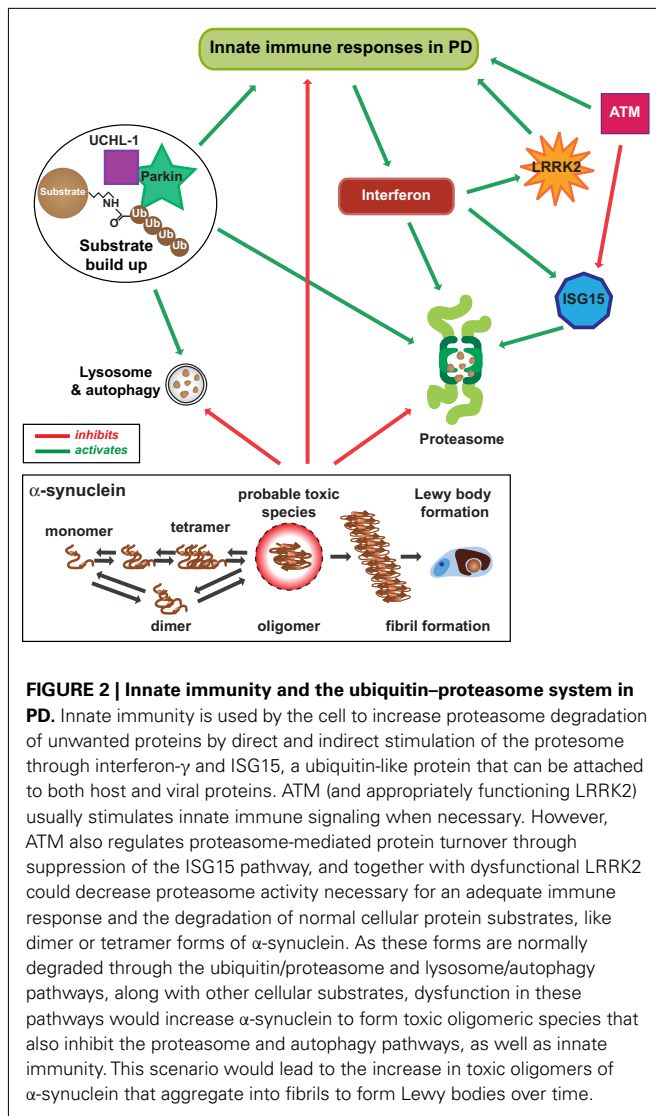 Innate immune responses in PD
ATM
UCHL-1
LRRK2
Parkin
Substrate
Interferon
NH
O
Ub
Ub
Ub
Ub
Substrate
build up
ISG15
Lysosome
& autophagy
Proteasome
inhibits
activates
α-synuclein
probable toxic
species
Lewy body
formation
monomer
tetramer
dimer
oligomer
fibril formation
FIGURE 2 | Innate immunity and the ubiquitin–proteasome system in
PD. Innate immunity is used by the cell to increase proteasome degradation
of unwanted proteins by direct and indirect stimulation of the protesome
through interferon-γ and ISG15, a ubiquitin-like protein that can be attached
to both host and viral proteins. ATM (and appropriately functioning LRRK2)
usually stimulates innate immune signaling when necessary. However,
ATM also regulates proteasome-mediated protein turnover through
suppression of the ISG15 pathway, and together with dysfunctional LRRK2
could decrease proteasome activity necessary for an adequate immune
response and the degradation of normal cellular protein substrates, like
dimer or tetramer forms of α-synuclein. As these forms are normally
degraded through the ubiquitin/proteasome and lysosome/autophagy
pathways, along with other cellular substrates, dysfunction in these
pathways would increase α-synuclein to form toxic oligomeric species that
also inhibit the proteasome and autophagy pathways, as well as innate
immunity. This scenario would lead to the increase in toxic oligomers of
α-synuclein that aggregate into fibrils to form Lewy bodies over time.